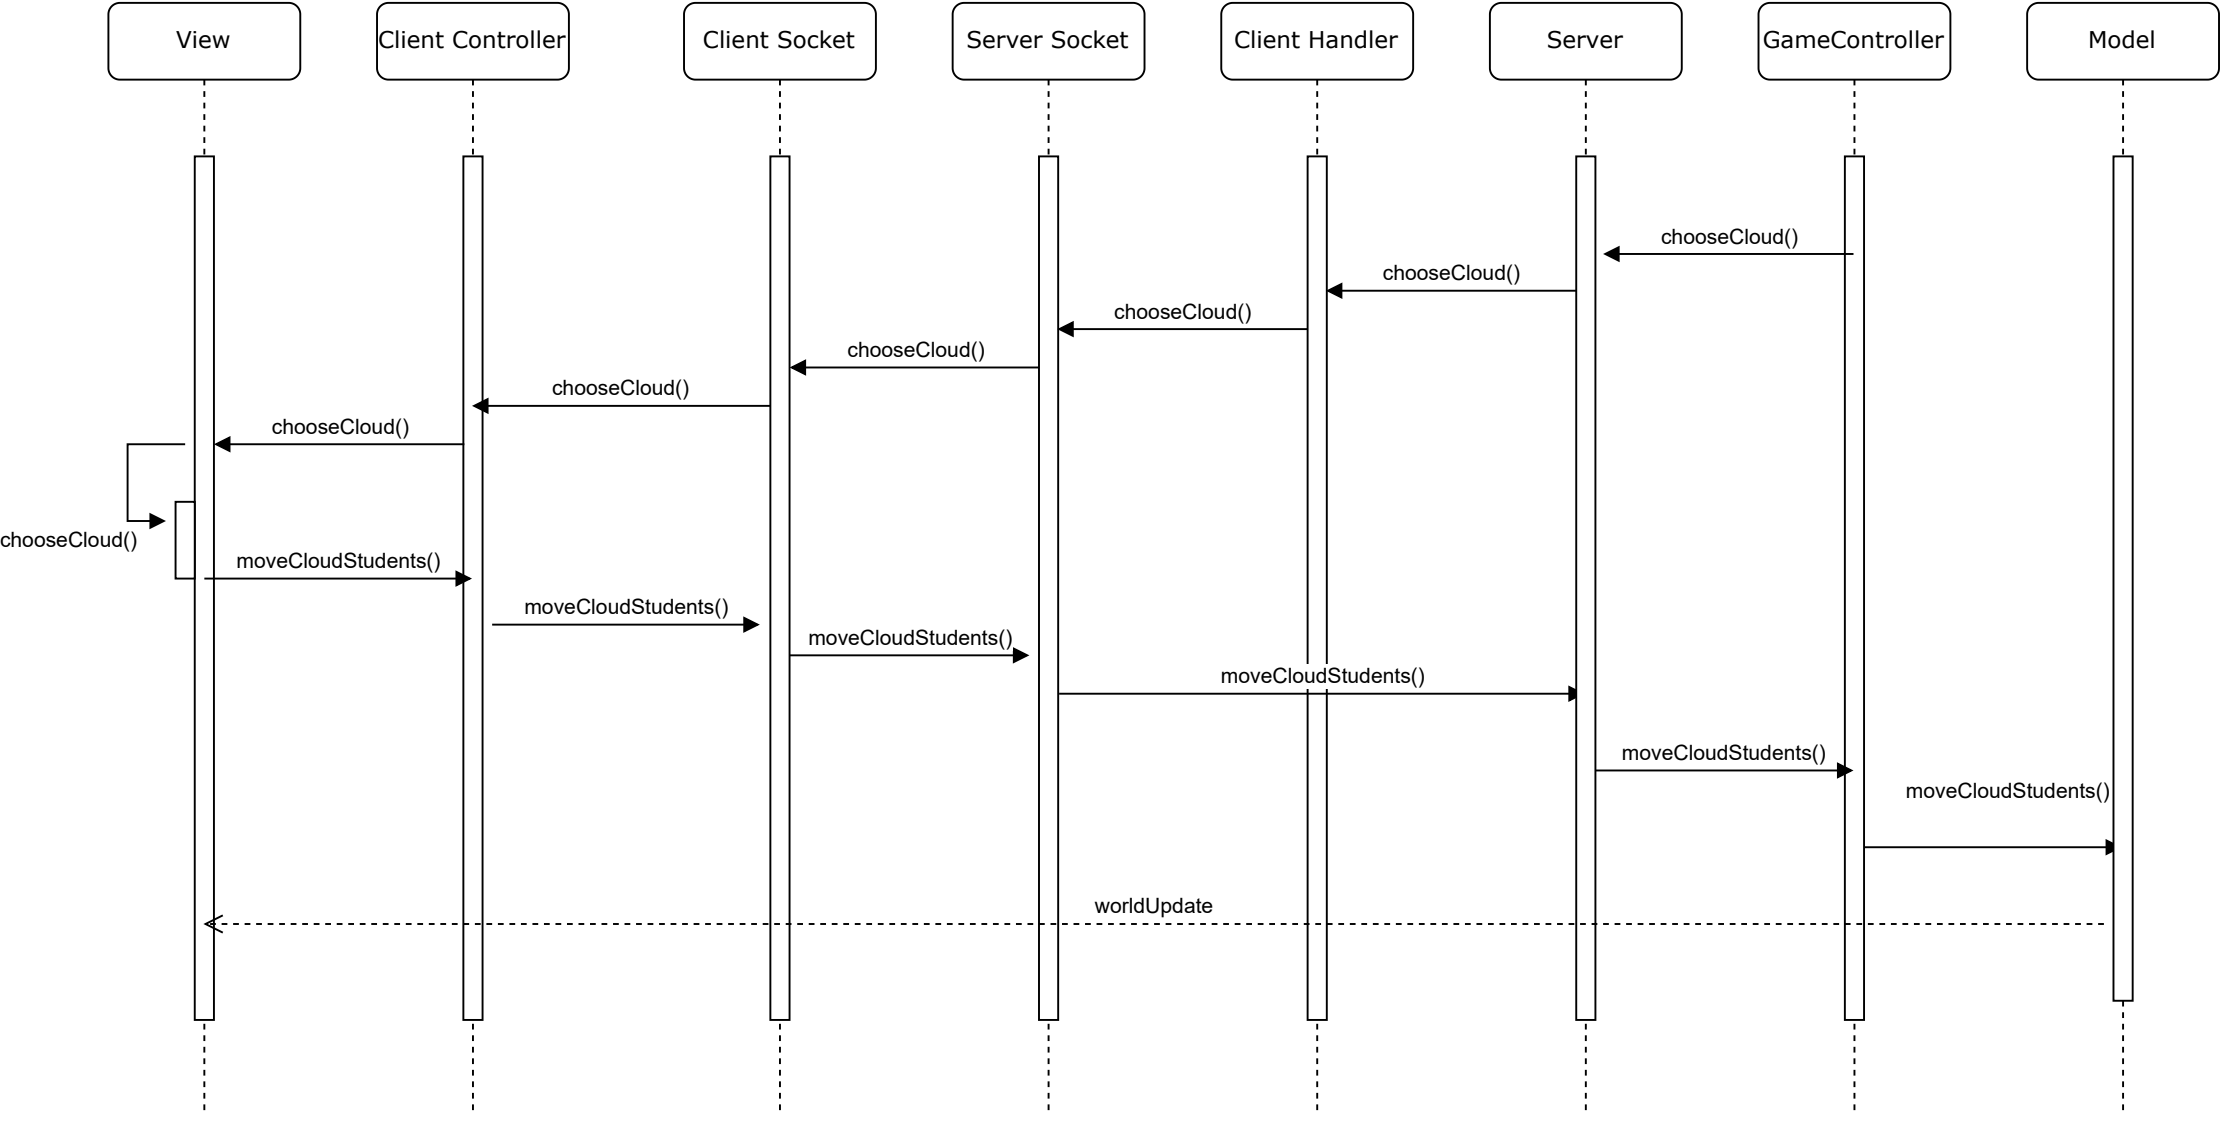 View
Client Controller
Client Socket
Server Socket
Client Handler
Server
GameController
Model
chooseCloud()
chooseCloud()
chooseCloud()
chooseCloud()
chooseCloud()
chooseCloud()
chooseCloud()
moveCloudStudents()
moveCloudStudents()
moveCloudStudents()
moveCloudStudents()
moveCloudStudents()
moveCloudStudents()
worldUpdate